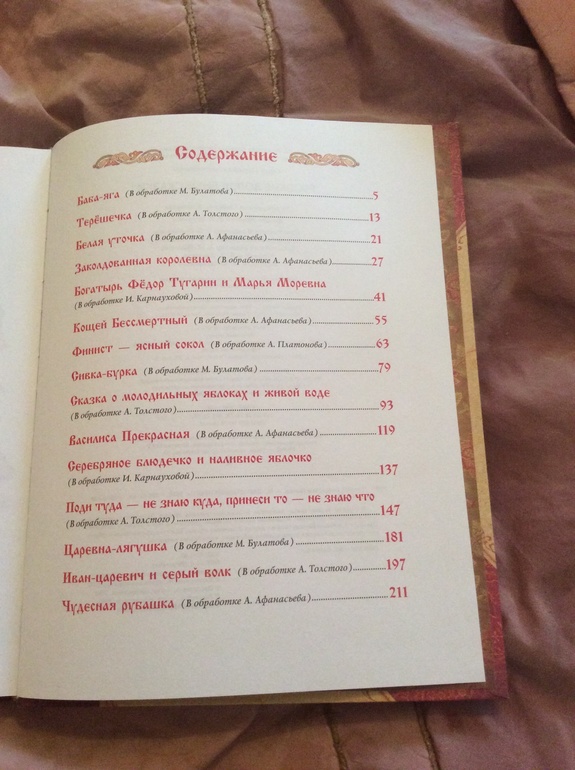 Содержание
Баба-яга (В обработке М. Булатова)..........5
Терёшечка (В обработке А. Толстого)..........13
Белая уточка (В обработке А. Афанасьева)..........21
Заколдованная королевна (В обработке А. Афанасьева)..........27
Богатырь Фёдор Тугарин и Марья Моревна
(В обработке И. Карнауховой)..........41
Кощей Бессмертный (В обработке А. Афанасьева)..........55
Финист — ясный сокол (В обработке А. Платонова)..........63
Сивка-бурка (В обработке М. Булатова)..........79
Сказка о молодильных яблоках и живой воде
(В обработке А. Толстого)..........93
Василиса Прекрасная (В обработке А. Афанасьева)..........119
Серебряное блюдечко и наливное яблочко
(В обработке И. Карнауховой)..........137
Поди туда — не знаю куда, принеси то — не знаю что
(В обработке А. Толстого)..........147
Царевна-лягушка (В обработке М. Булатова)..........181
Иван-царевич и серый волк (В обработке А. Толстого)..........197
Чудесная рубашка (В обработке А. Афанасьева)..........211